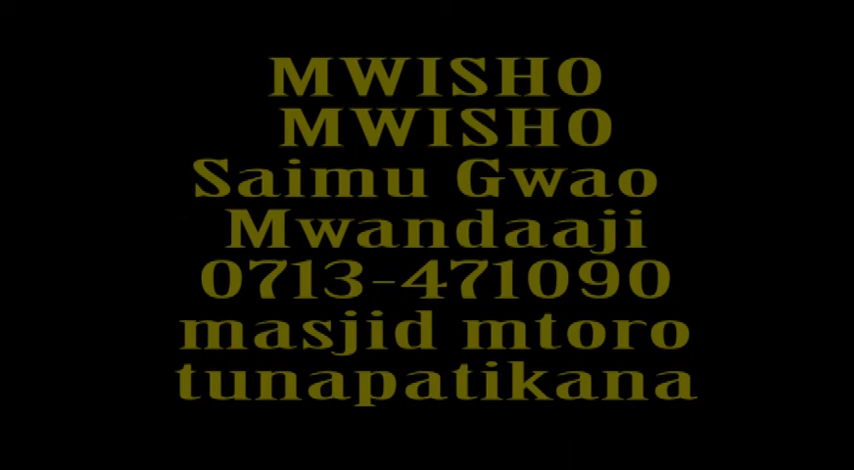 MWISHO
MWISHO
Saimu Gwao
Mwandaaji
0713-471090
masjid mtoro
tunapatikana